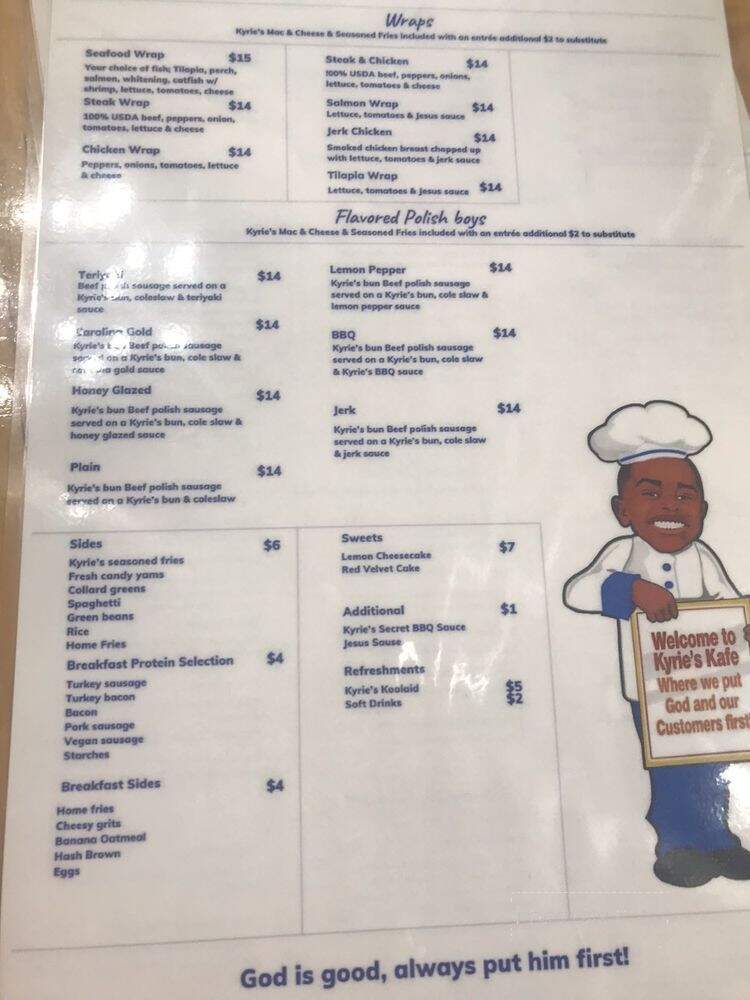 Wraps
Kyrie's Mac & Cheese & Seasoned Fries included with an entrée additional $2 to substitute
Seafood Wrap $15
Your choice of fish; Tilapia, perch,
salmon, whitening, catfish w/
shrimp, lettuce, tomatoes, cheese
Steak Wrap $14
100% USDA beef, peppers, onion,
tomatoes, lettuce & cheese
Chicken Wrap $14
Peppers, onions, tomatoes, lettuce
& cheese
Steak & Chicken $14
100% USDA beef, peppers, onions,
lettuce, tomatoes & cheese
Salmon Wrap $14
Lettuce, tomatoes & Jesus sauce
Jerk Chicken $14
Smoked chicken breast chopped up
with lettuce, tomatoes & jerk sauce
Tilapia Wrap
Lettuce, tomatoes & Jesus sauce $14
Flavored Polish boys
Kyrie's Mac & Cheese & Seasoned Fries included with an entrée additional $2 to substitute
$14
Beef sausage served on a
Kyrie's bun, coleslaw & teriyaki
sauce
Carolina Gold $14
Kyrie's Beef sausage
on a Kyrie's bun, cole slaw &
gold sauce
Honey Glazed $14
Kyrie's bun Beef polish sausage
served on a Kyrie's bun, cole slaw &
honey glazed sauce
Plain $14
Kyrie's bun Beef polish sausage
served on a Kyrie's bun & coleslaw
Lemon Pepper $14
Kyrie's bun Beef polish sausage
served on a Kyrie's bun, cole slaw &
lemon pepper sauce
BBQ $14
Kyrie's bun Beef polish sausage
served on a Kyrie's bun, cole slaw
& Kyrie's BBQ sauce
Jerk $14
Kyrie's bun Beef polish sausage
served on a Kyrie's bun, cole slaw
& jerk sauce
Sides $6
Kyrie's seasoned fries
Fresh candy yams
Collard greens
Spaghetti
Green beans
Rice
Home Fries
Breakfast Protein Selection $4
Turkey sausage
Turkey bacon
Bacon
Pork sausage
Vegan sausage
Starches
Breakfast Sides $4
Home fries
Cheesy grits
Banana Oatmeal
Hash Brown
Eggs
Sweets $7
Lemon Cheesecake
Red Velvet Cake
Additional $1
Kyrie's Secret BBQ Sauce
Jesus Sause
Refreshments
Kyrie's Koolaid $5
Soft Drinks $2
Welcome to
Kyrie's Kafe
Where we put
God and our
Customers first
God is good, always put him first!